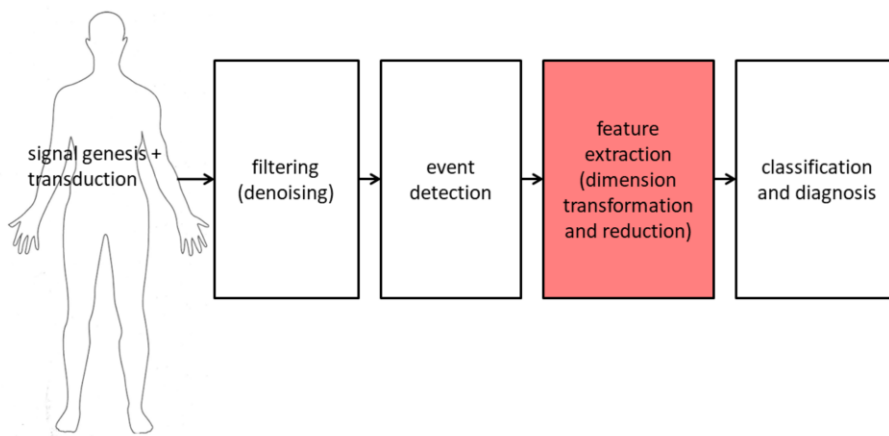 signal genesis +
transduction
filtering
(denoising)
event
detection
feature
extraction
(dimension
transformation
and reduction)
classification
and diagnosis